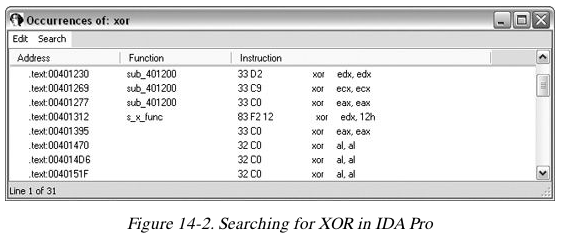 Occurrences of: xor
Edit Search
Address Function Instruction
.text:00401230 sub_401200 33 D2 xor edx, edx
.text:00401269 sub_401200 33 C9 xor ecx, ecx
.text:00401277 sub_401200 33 C0 xor eax, eax
.text:00401312 s_x_func 83 F2 12 xor edx, 12h
.text:00401395 33 C0 xor eax, eax
.text:00401470 32 C0 xor al, al
.text:004014D6 32 C0 xor al, al
.text:0040151F 32 C0 xor al, al
Line 1 of 31
Figure 14-2. Searching for XOR in IDA Pro